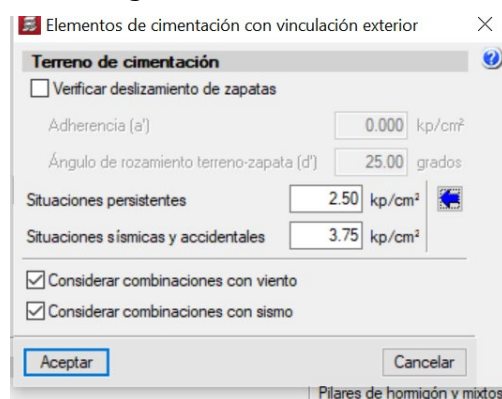 Elementos de cimentación con vinculación exterior
Terreno de cimentación
Verificar deslizamiento de zapatas
Adherencia (a') 0.000 kp/cm²
Ángulo de rozamiento terreno-zapata (d') 25.00 grados
Situaciones persistentes 2.50 kp/cm²
Situaciones sísmicas y accidentales 3.75 kp/cm²
Considerar combinaciones con viento
Considerar combinaciones con sismo
Aceptar Cancelar
Pilares de hormigón y mixtos